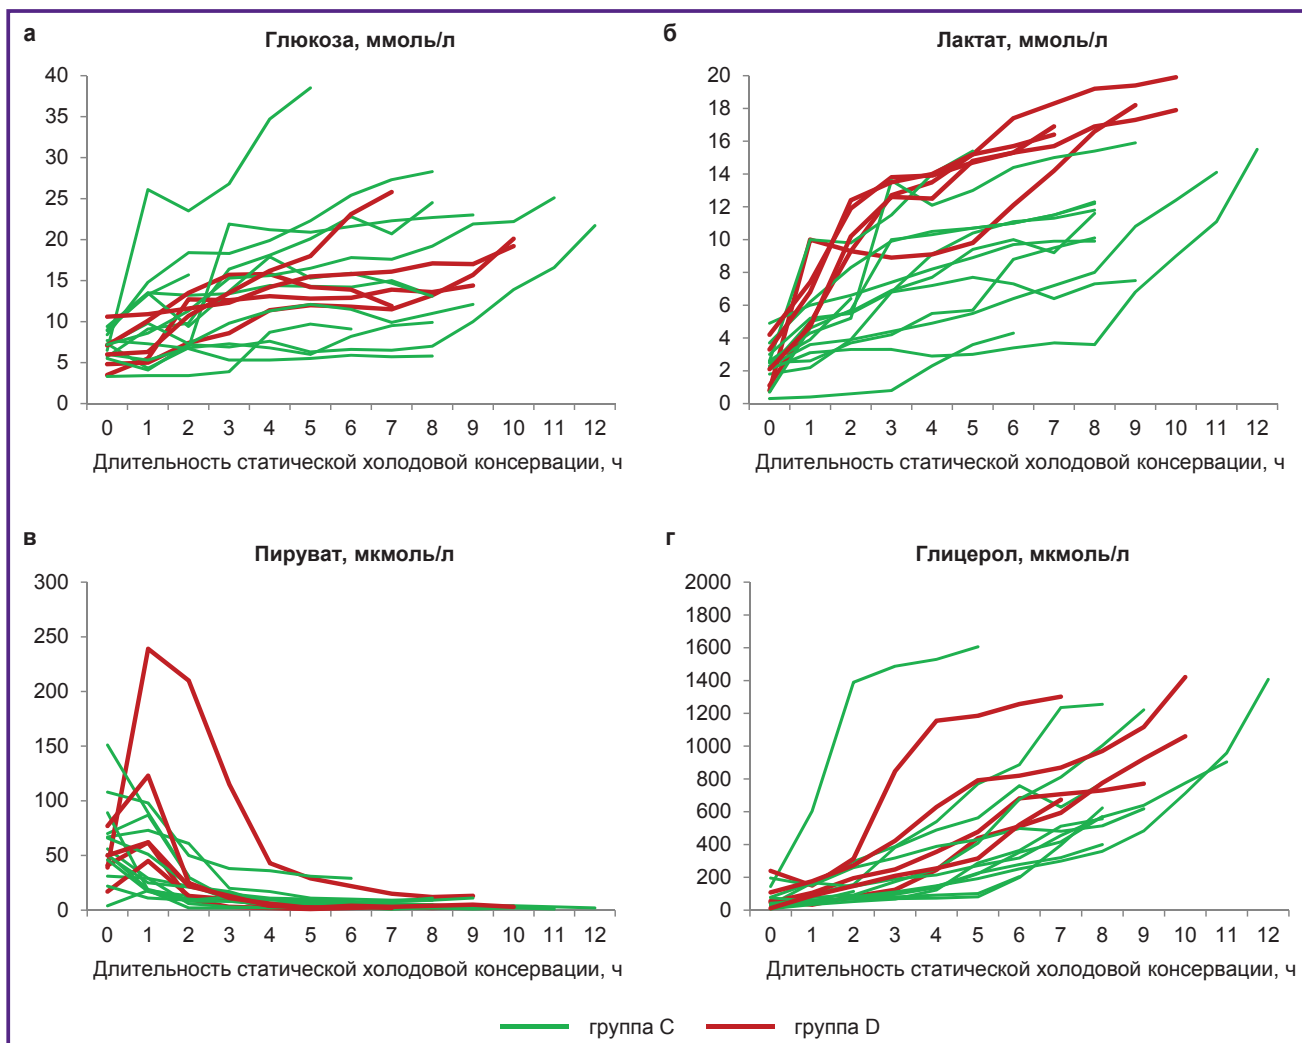 а
Глюкоза, ммоль/л
40
35
30
25
20
15
10
5
0
0 1 2 3 4 5 6 7 8 9 10 11 12
Длительность статической холодовой консервации, ч
б
Лактат, ммоль/л
20
18
16
14
12
10
8
6
4
2
0
0 1 2 3 4 5 6 7 8 9 10 11 12
Длительность статической холодовой консервации, ч
в
Пируват, мкмоль/л
300
250
200
150
100
50
0
0 1 2 3 4 5 6 7 8 9 10 11 12
Длительность статической холодовой консервации, ч
г
Глицерол, мкмоль/л
2000
1800
1600
1400
1200
1000
800
600
400
200
0
0 1 2 3 4 5 6 7 8 9 10 11 12
Длительность статической холодовой консервации, ч
группа C группа D